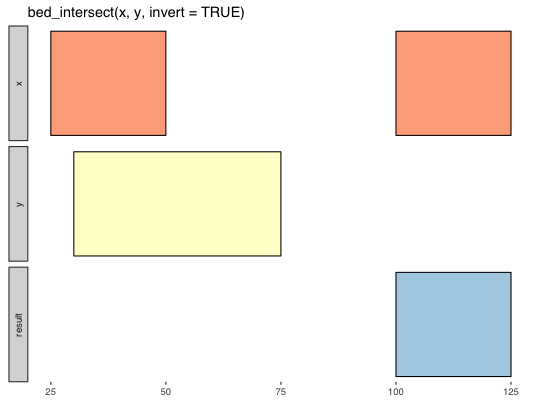 bed_intersect(x, y, invert = TRUE)
x
y
result
25 50 75 100 125